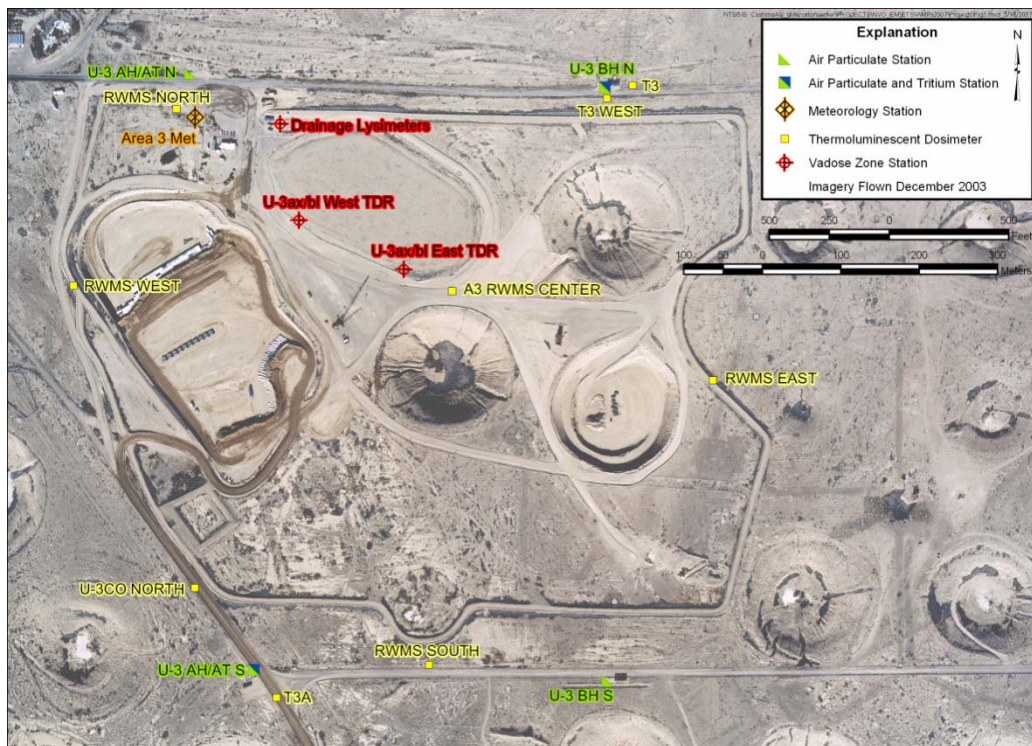 Explanation
N
Air Particulate Station
Air Particulate and Tritium Station
Meteorology Station
Thermoluminescent Dosimeter
Vadose Zone Station
Imagery Flown December 2003
500 250 0 500
Feet
100 0 100 200 300
Meters
U-3 AH/AT N
RWMS NORTH
Area 3 Met
Drainage Lysimeters
U-3 BH N
T3
T3 WEST
U-3ax/bl West TDR
U-3ax/bl East TDR
RWMS WEST
A3 RWMS CENTER
RWMS EAST
U-3CO NORTH
RWMS SOUTH
U-3 AH/AT S
T3A
U-3 BH S